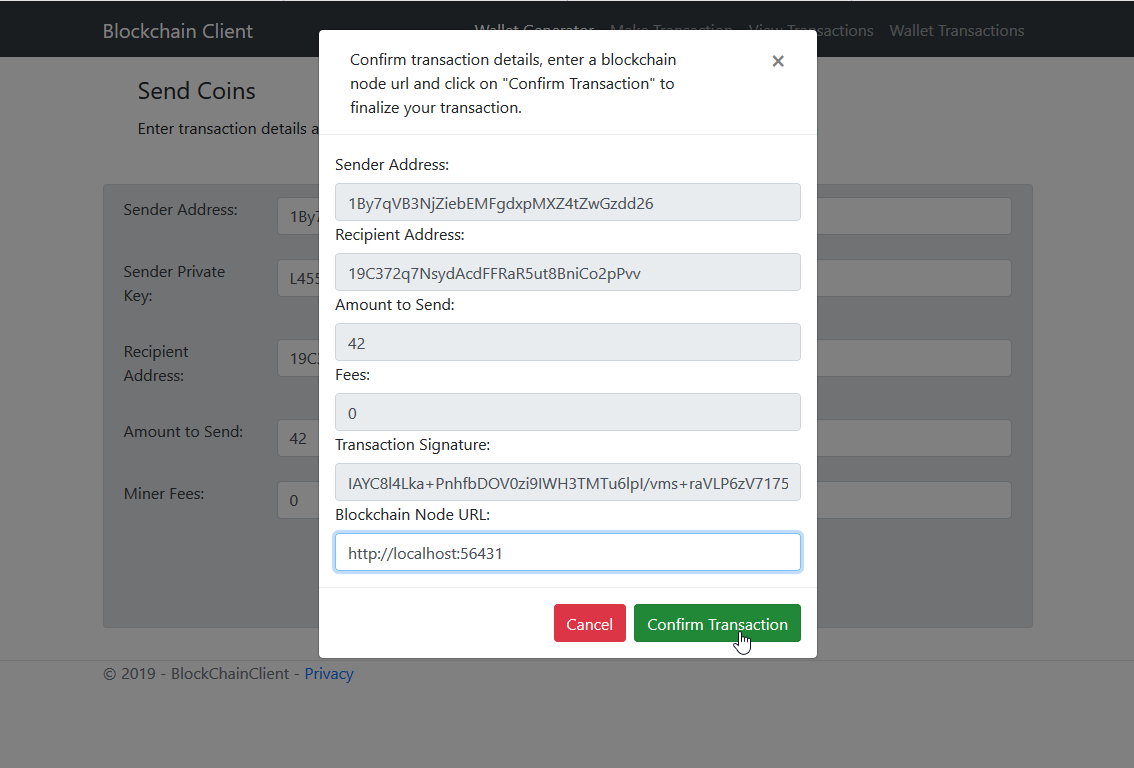 Blockchain Client
Wallet Generator Make Transaction View Transactions Wallet Transactions
Confirm transaction details, enter a blockchain
node url and click on "Confirm Transaction" to
finalize your transaction.
×
Send Coins
Enter transaction details a
Sender Address:
1By7
Sender Private
Key:
L455
Recipient
Address:
19C3
Amount to Send:
42
Miner Fees:
0
Sender Address:
1By7qVB3NjZiebEMFgdxpMXZ4tZwGzdd26
Recipient Address:
19C372q7NsydAcdFFRaR5ut8BniCo2pPvv
Amount to Send:
42
Fees:
0
Transaction Signature:
IAYC8l4Lka+PnhfbDOV0zi9IWH3TMTu6lpI/vms+raVLP6zV7175
Blockchain Node URL:
http://localhost:56431
Cancel Confirm Transaction
© 2019 - BlockChainClient - Privacy